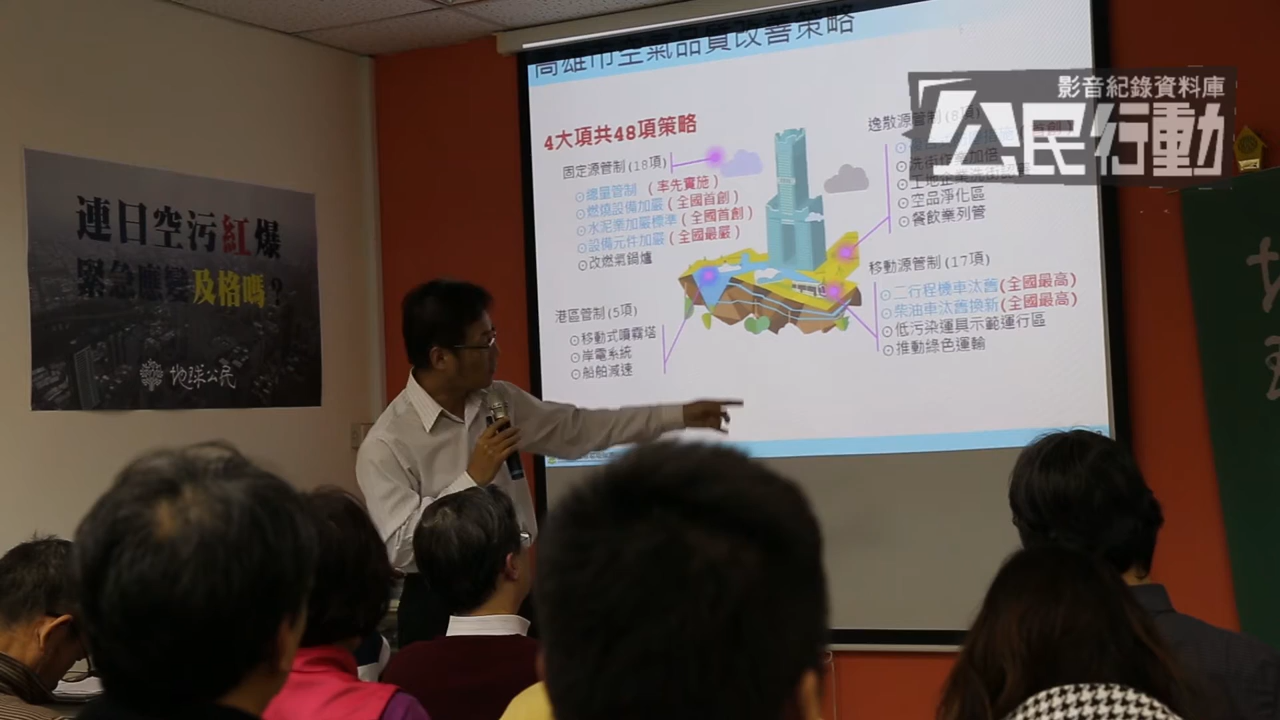 高雄市空氣品質改善策略
影音紀錄資料庫
公民行動
4大項共48項策略
固定源管制(18項)
⊙總量管制 (率先實施)
⊙燃燒設備加嚴(全國首創)
⊙水泥業加嚴標準(全國首創)
⊙設備元件加嚴(全國最嚴)
⊙改燃氣鍋爐
逸散源管制(8項)
⊙空品淨化區
⊙餐飲業列管
移動源管制(17項)
⊙二行程機車汰舊(全國最高)
⊙柴油車汰舊換新(全國最高)
⊙低污染運具示範運行區
⊙推動綠色運輸
港區管制(5項)
⊙移動式噴霧塔
⊙岸電系統
⊙船舶減速
連日空污紅爆
緊急應變及格嗎?
地球公民